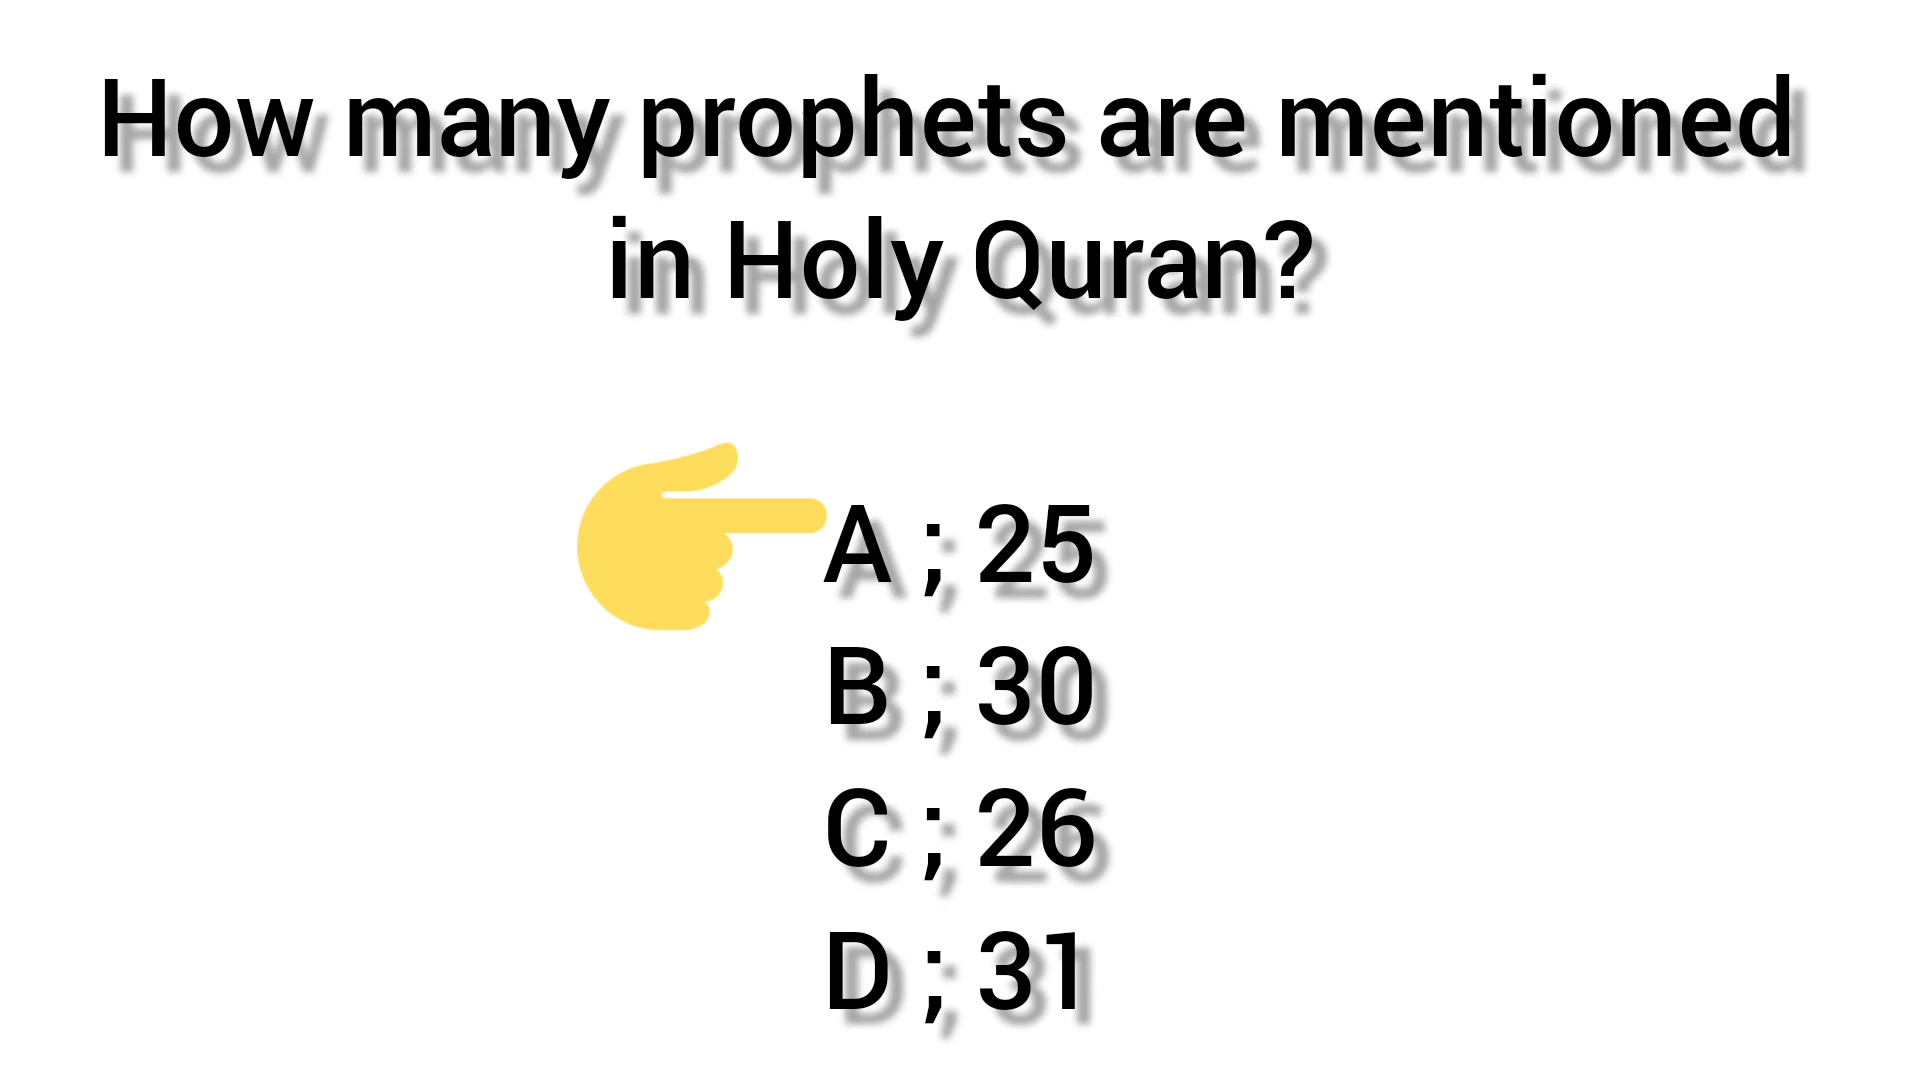 How many prophets are mentioned
in Holy Quran?
A ; 25
B ; 30
C ; 26
D ; 31